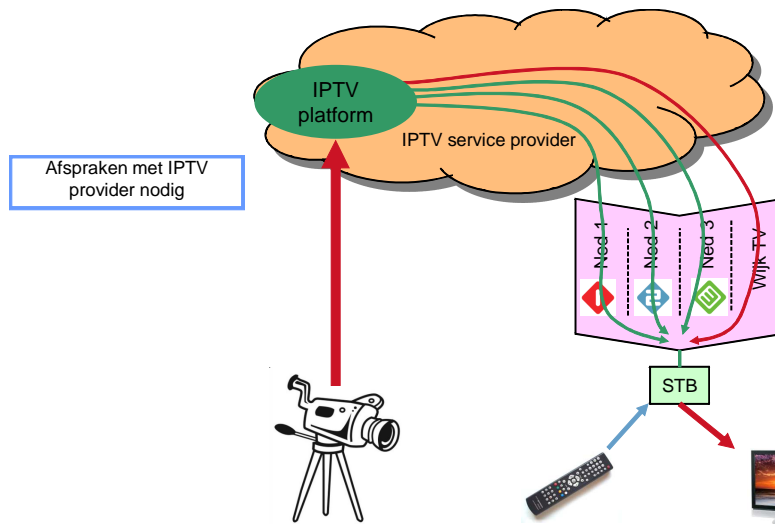 IPTV
platform
IPTV service provider
Afspraken met IPTV
provider nodig
Ned 1
Ned 2
Ned 3
Wijk TV
STB